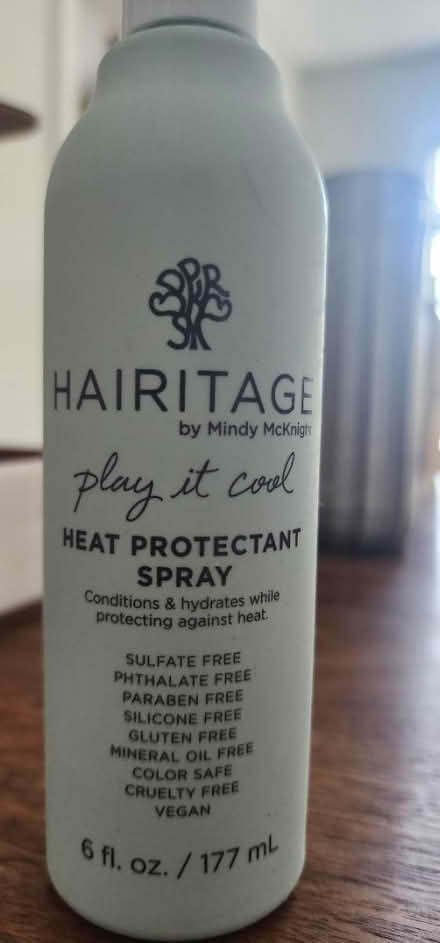 HAIRITAGE
by Mindy McKnight
play it cool
HEAT PROTECTANT
SPRAY
Conditions & hydrates while
protecting against heat.
SULFATE FREE
PHTHALATE FREE
PARABEN FREE
SILICONE FREE
GLUTEN FREE
MINERAL OIL FREE
COLOR SAFE
CRUELTY FREE
VEGAN
6 fl. oz. / 177 mL